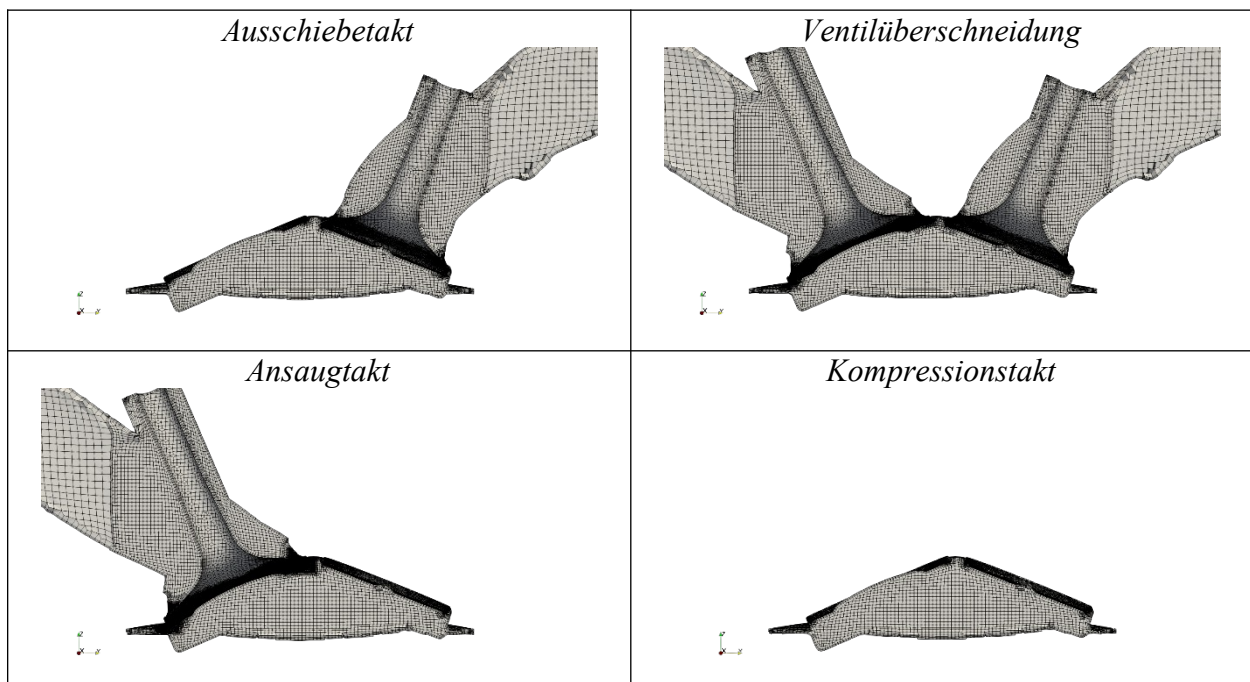 Ausschiebetakt
Ventilüberschneidung
Z
X
Y
Z
X
Y
Ansaugtakt
Kompressionstakt
Z
X
Y
Z
X
Y